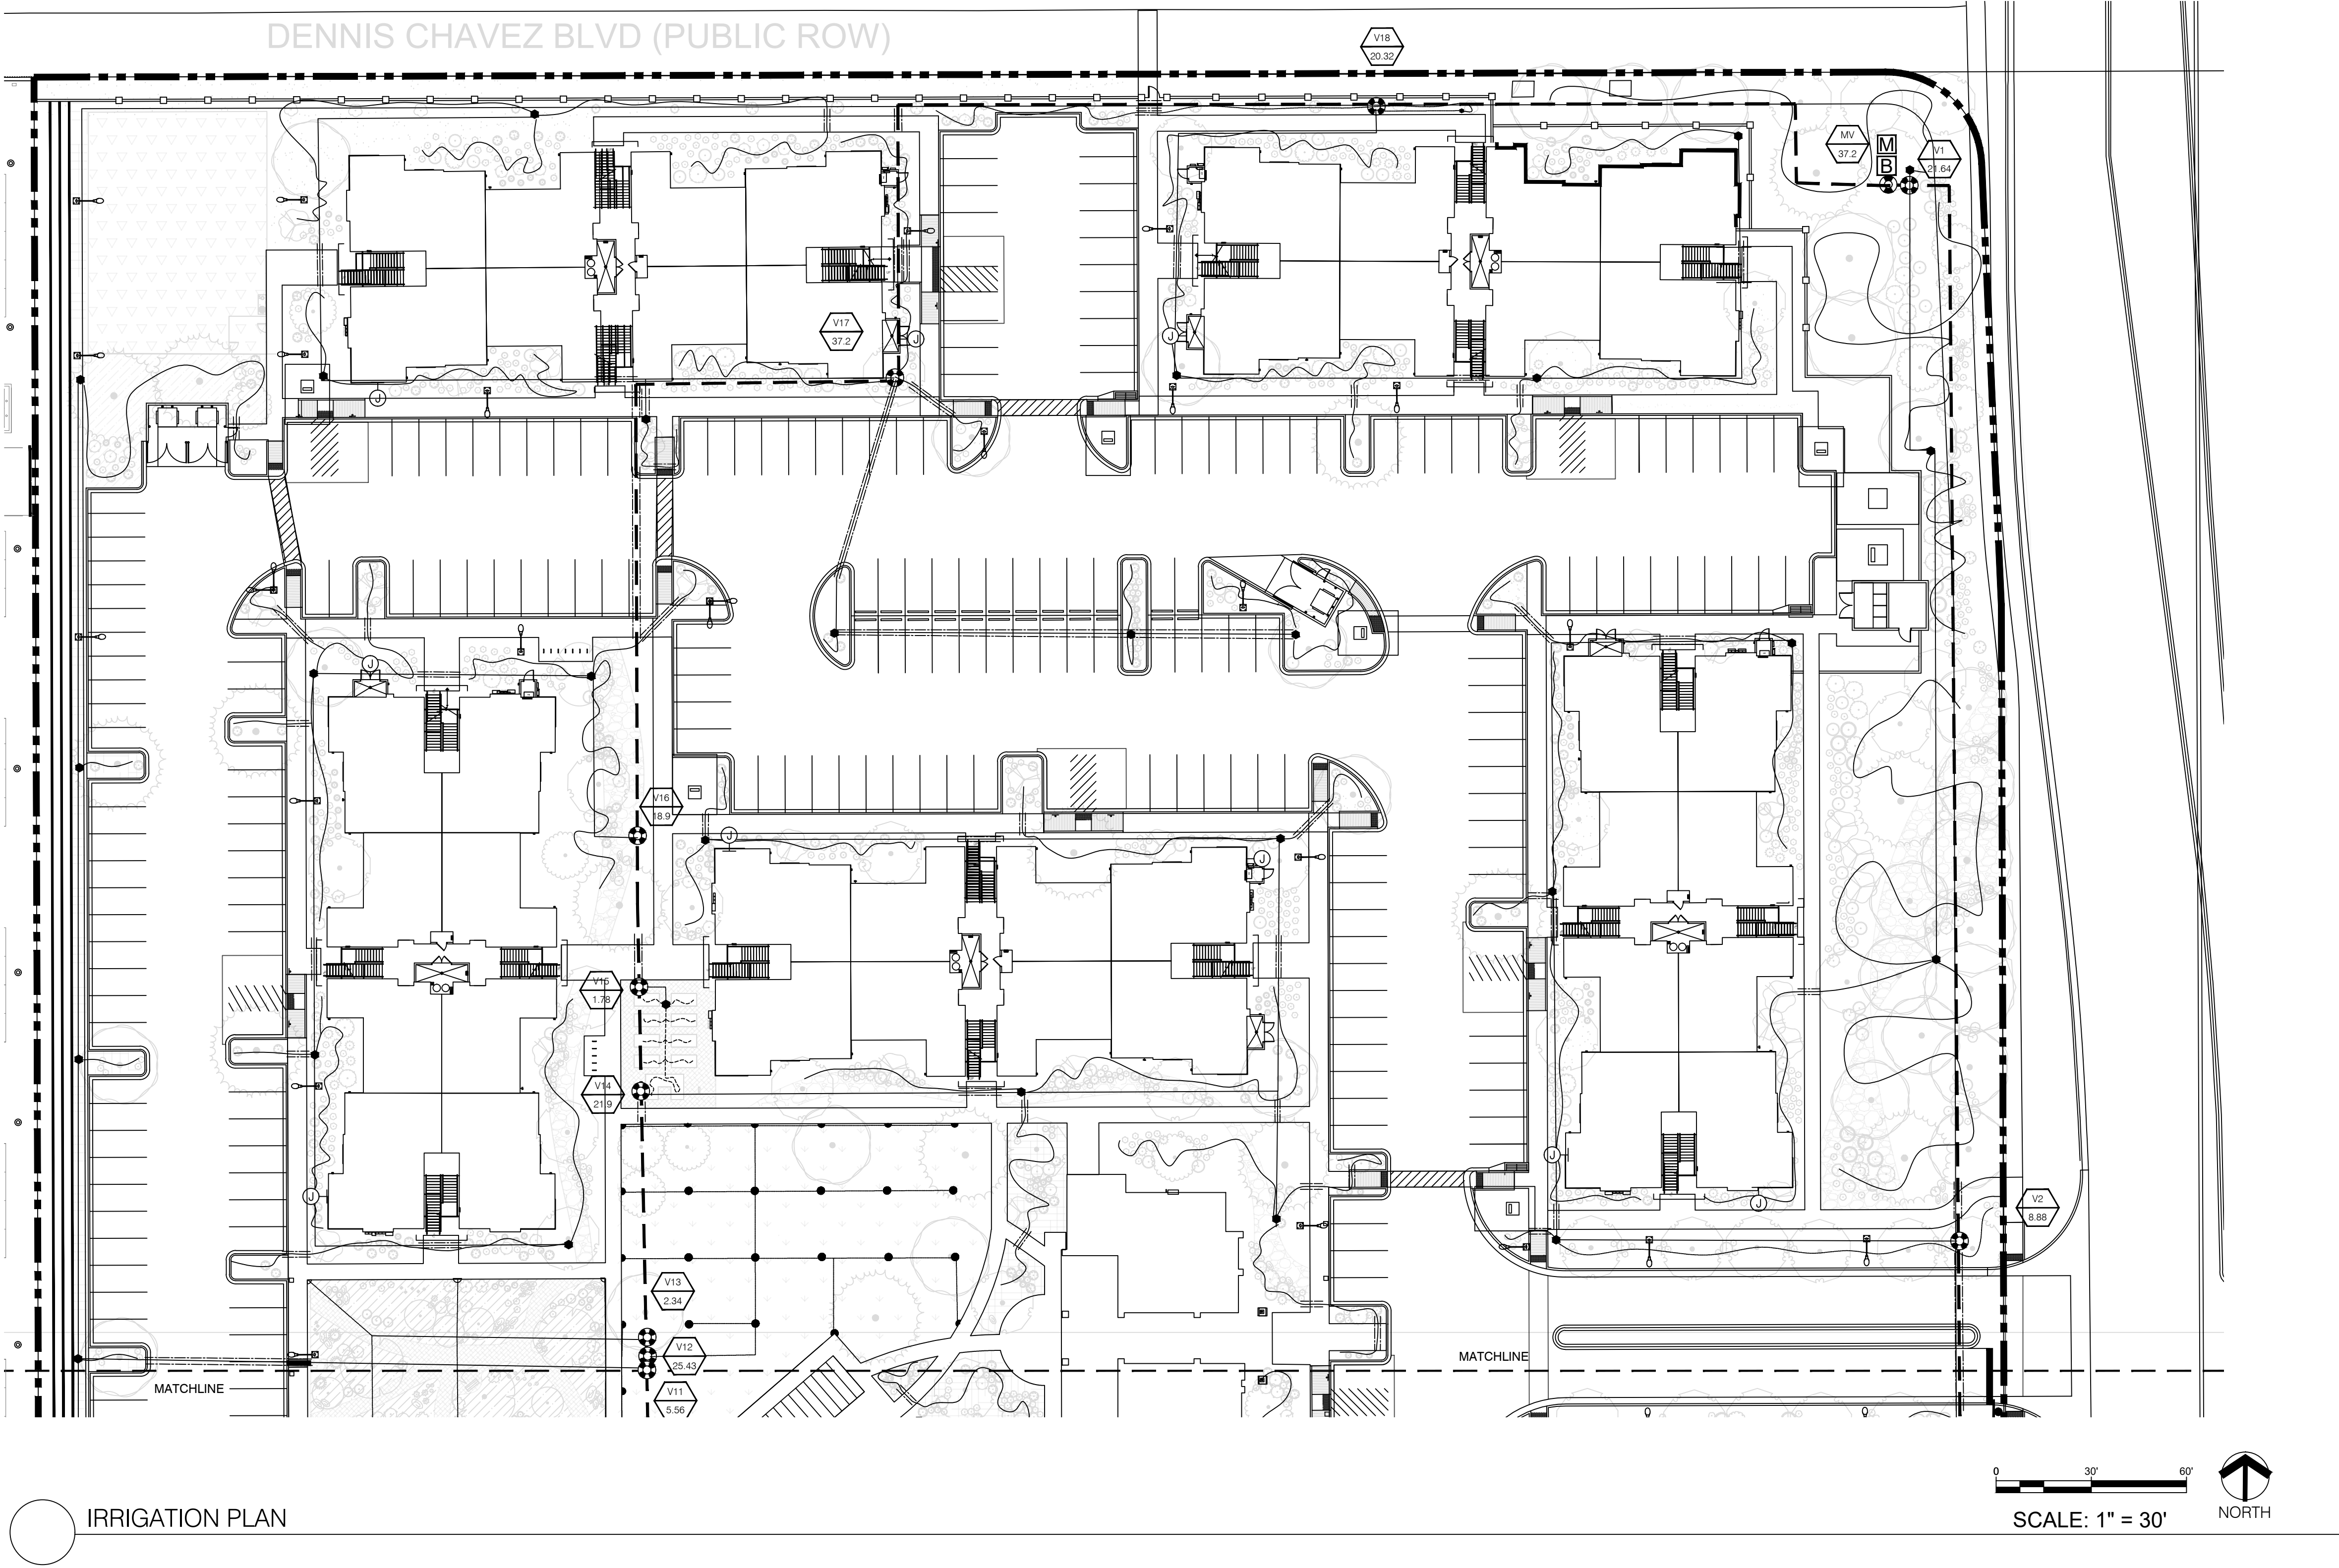 DENNIS CHAVEZ BLVD (PUBLIC ROW)
V18
20.32
MV
37.2
M
B
V1
21.64
V17
37.2
J
J
J
J
V16
18.9
J
J
V15
1.78
V14
21.9
J
J
J
V2
8.88
V13
2.34
V12
25.43
V11
5.56
MATCHLINE
MATCHLINE
0 30' 60'
SCALE: 1" = 30'
NORTH
IRRIGATION PLAN